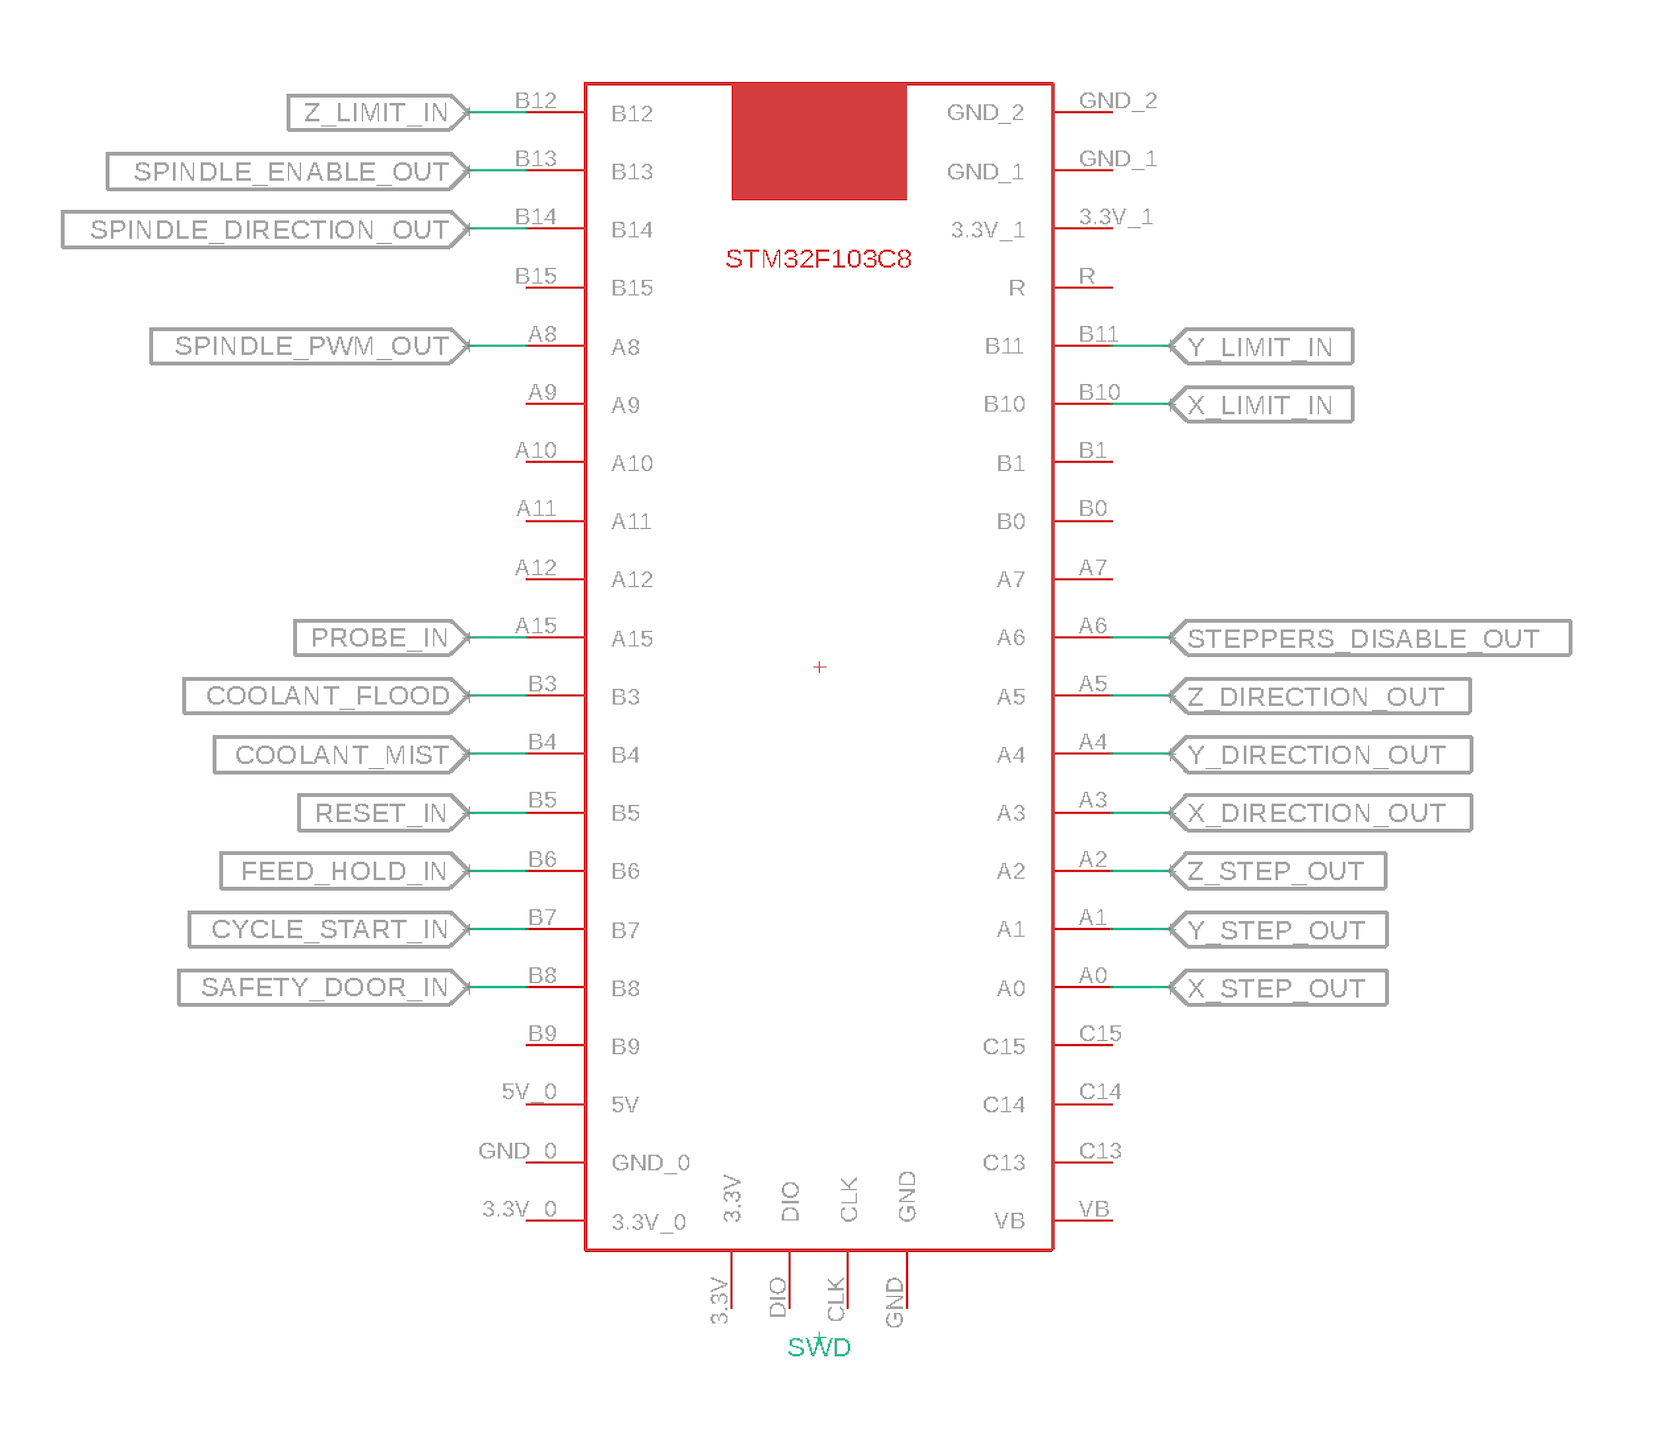 Z_LIMIT_IN B12 B12 GND_2 GND_2
SPINDLE_ENABLE_OUT B13 B13 GND_1 GND_1
SPINDLE_DIRECTION_OUT B14 B14 3.3V_1 3.3V_1
STM32F103C8
B15 B15 R R
SPINDLE_PWM_OUT A8 A8 B11 B11 Y_LIMIT_IN
A9 A9 B10 B10 X_LIMIT_IN
A10 A10 B1 B1
A11 A11 B0 B0
A12 A12 A7 A7
PROBE_IN A15 A15 A6 A6 STEPPERS_DISABLE_OUT
COOLANT_FLOOD B3 B3 A5 A5 Z_DIRECTION_OUT
COOLANT_MIST B4 B4 A4 A4 Y_DIRECTION_OUT
RESET_IN B5 B5 A3 A3 X_DIRECTION_OUT
FEED_HOLD_IN B6 B6 A2 A2 Z_STEP_OUT
CYCLE_START_IN B7 B7 A1 A1 Y_STEP_OUT
SAFETY_DOOR_IN B8 B8 A0 A0 X_STEP_OUT
B9 B9 C15 C15
5V_0 5V C14 C14
GND_0 GND_0 C13 C13
3.3V_0 3.3V_0 VB VB
3.3V DIO CLK GND
3.3V DIO CLK GND
SWD